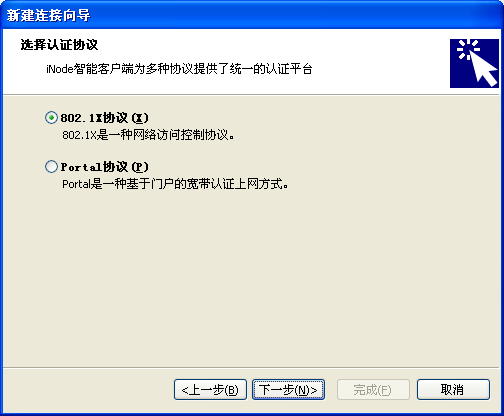 新建连接向导
选择认证协议
iNode智能客户端为多种协议提供了统一的认证平台
802.1X协议(X)
802.1X是一种网络访问控制协议。
Portal协议(P)
Portal是一种基于门户的宽带认证上网方式。
<上一步(B) 下一步(N)> 完成(F) 取消